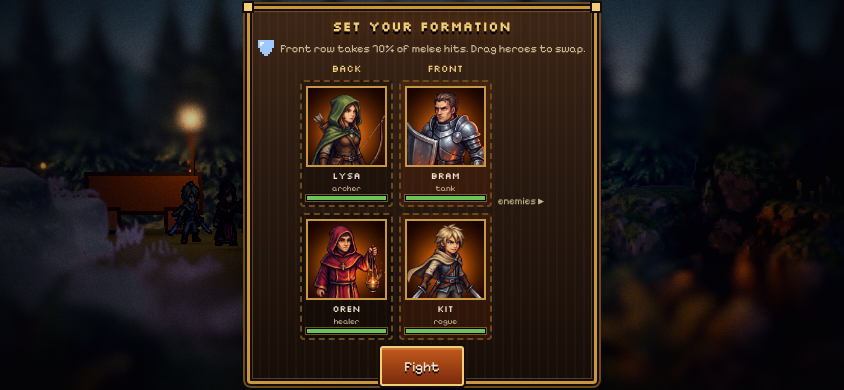 SET YOUR FORMATION
Front row takes 70% of melee hits. Drag heroes to swap.
BACK FRONT
LYSA BRAM
archer tank
enemies ▶
OREN KIT
healer rogue
Fight